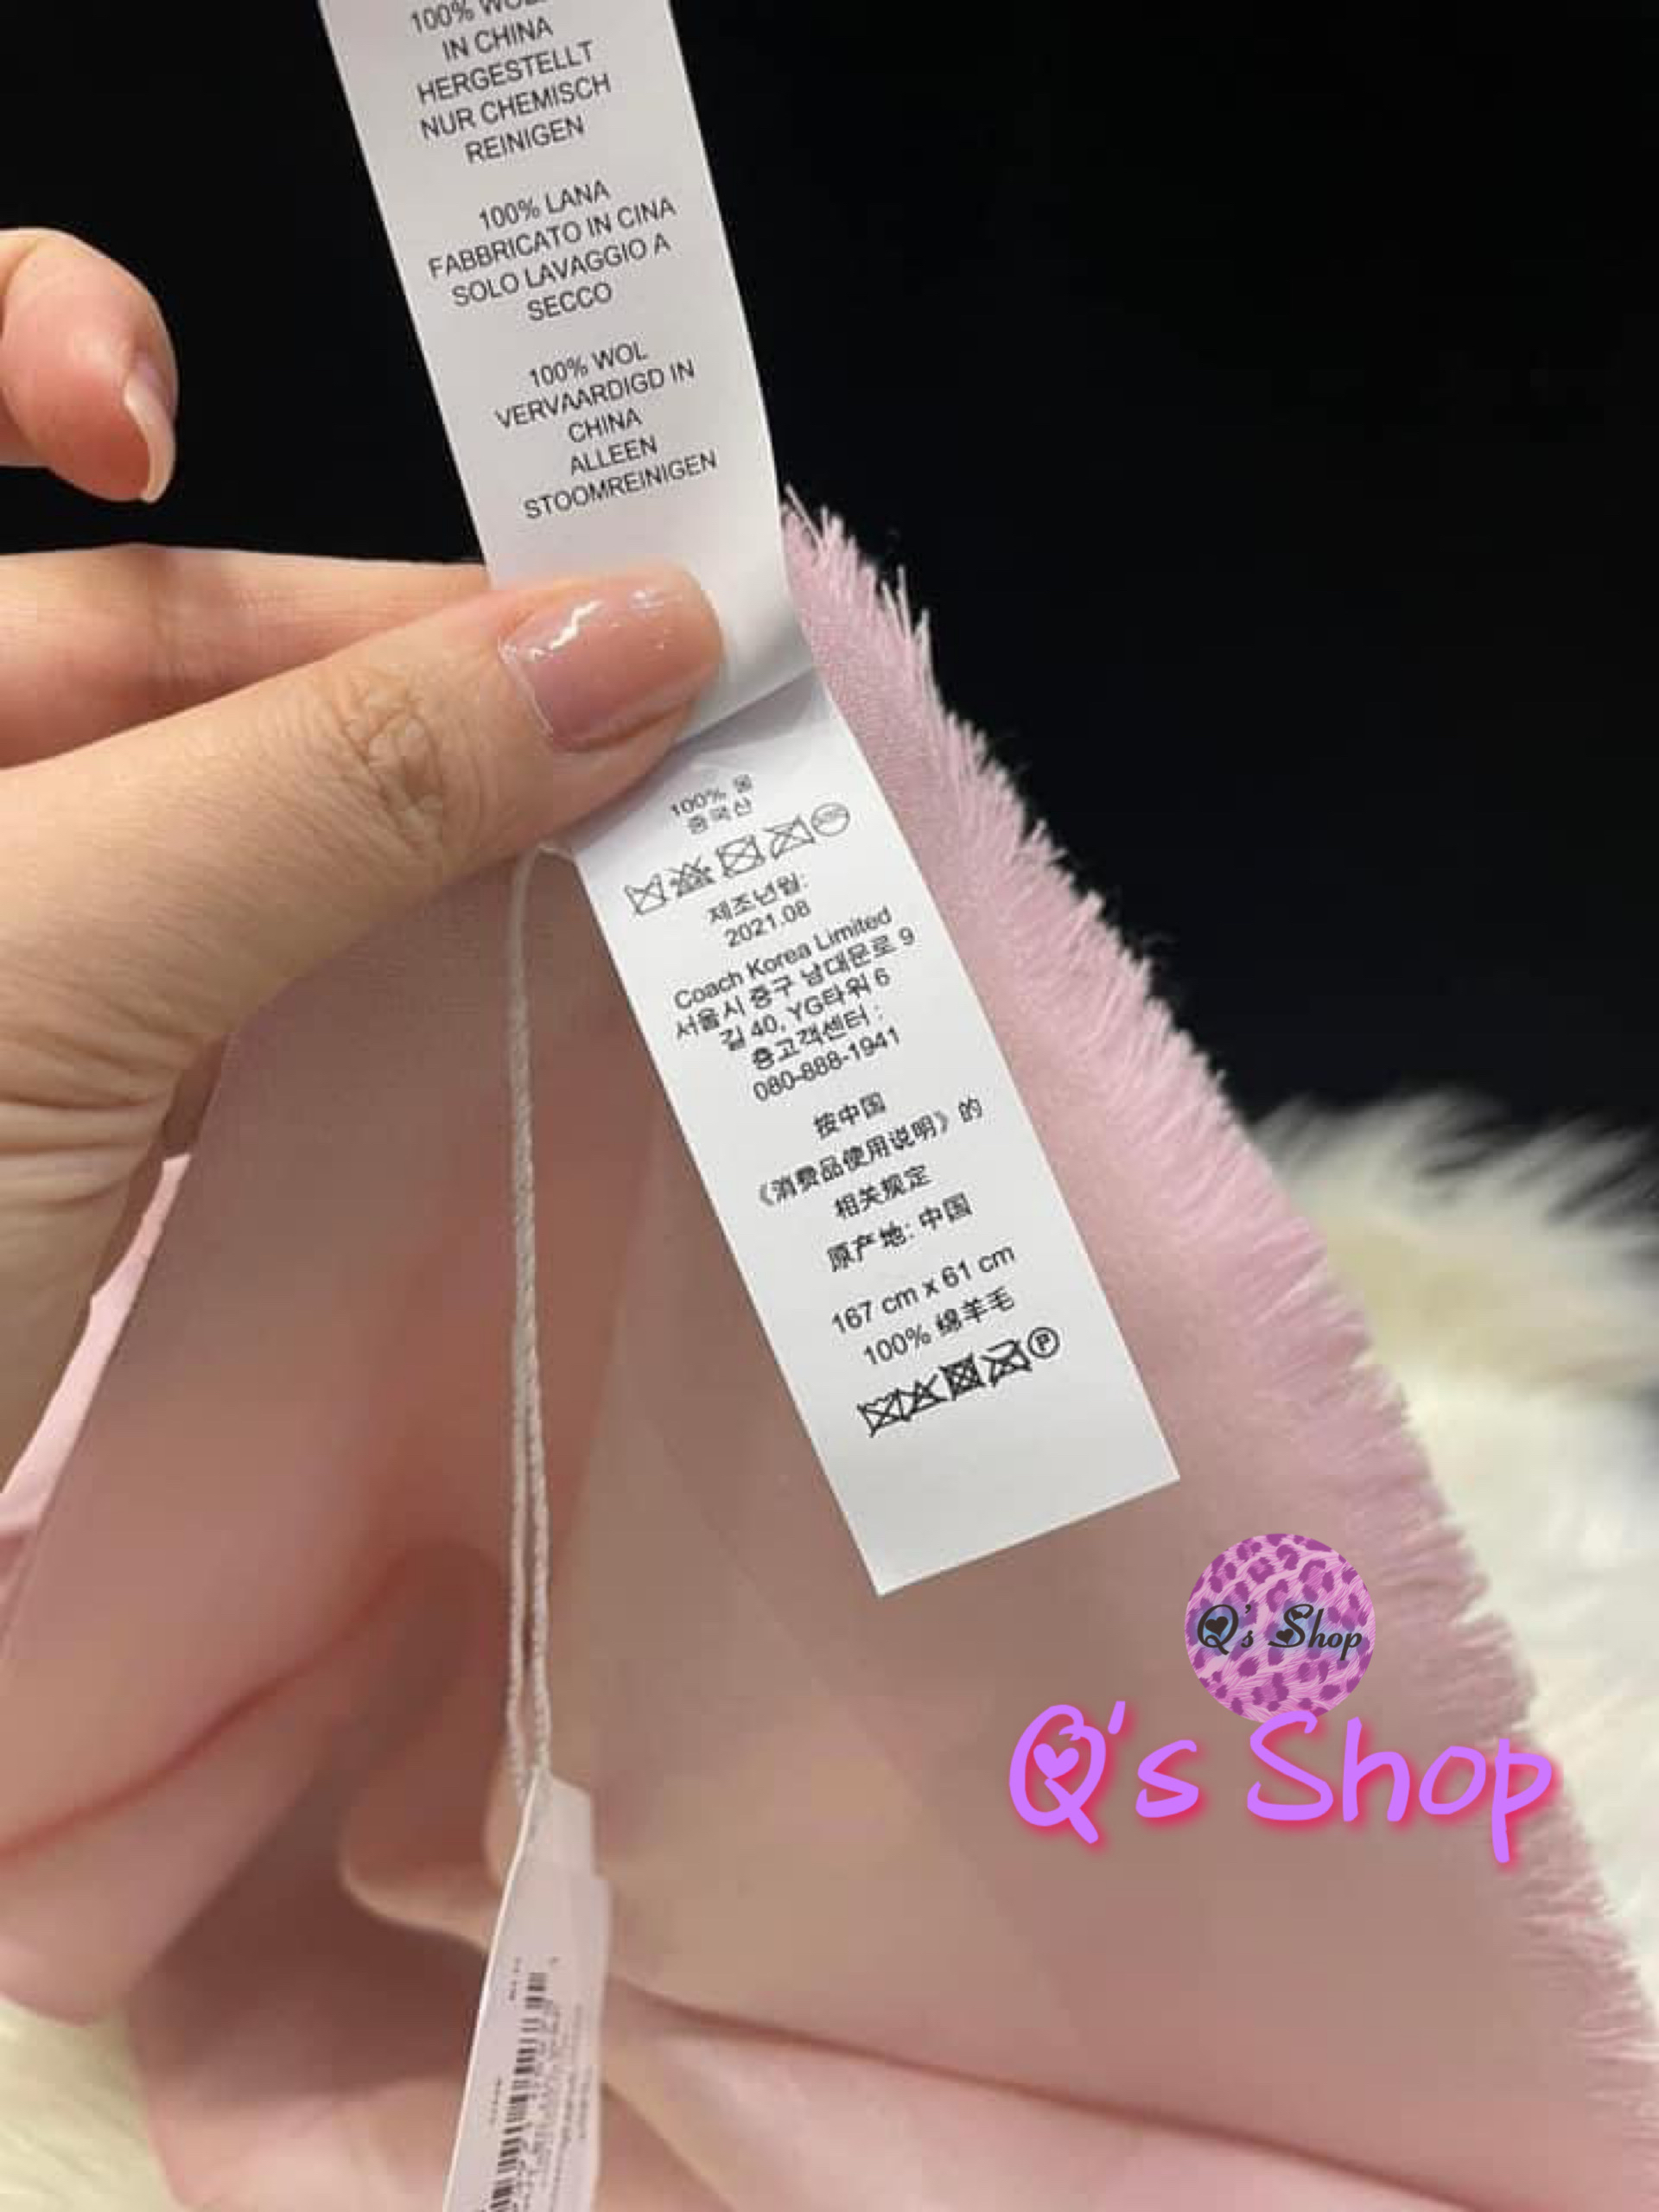 100% WOLLE
IN CHINA
HERGESTELLT
NUR CHEMISCH
REINIGEN
100% LANA
FABBRICATO IN CINA
SOLO LAVAGGIO A
SECCO
100% WOL
VERVAARDIGD IN
CHINA
ALLEEN
STOOMREINIGEN
100% 울
중국산
제조년월:
2021.08
Coach Korea Limited
서울시 중구 남대문로 9
길 40, YG타워 6
층고객센터 :
080-888-1941
按中国
《消费品使用说明》的
相关规定
原产地: 中国
167 cm x 61 cm
100% 绵羊毛
P
Q's Shop
Q's Shop